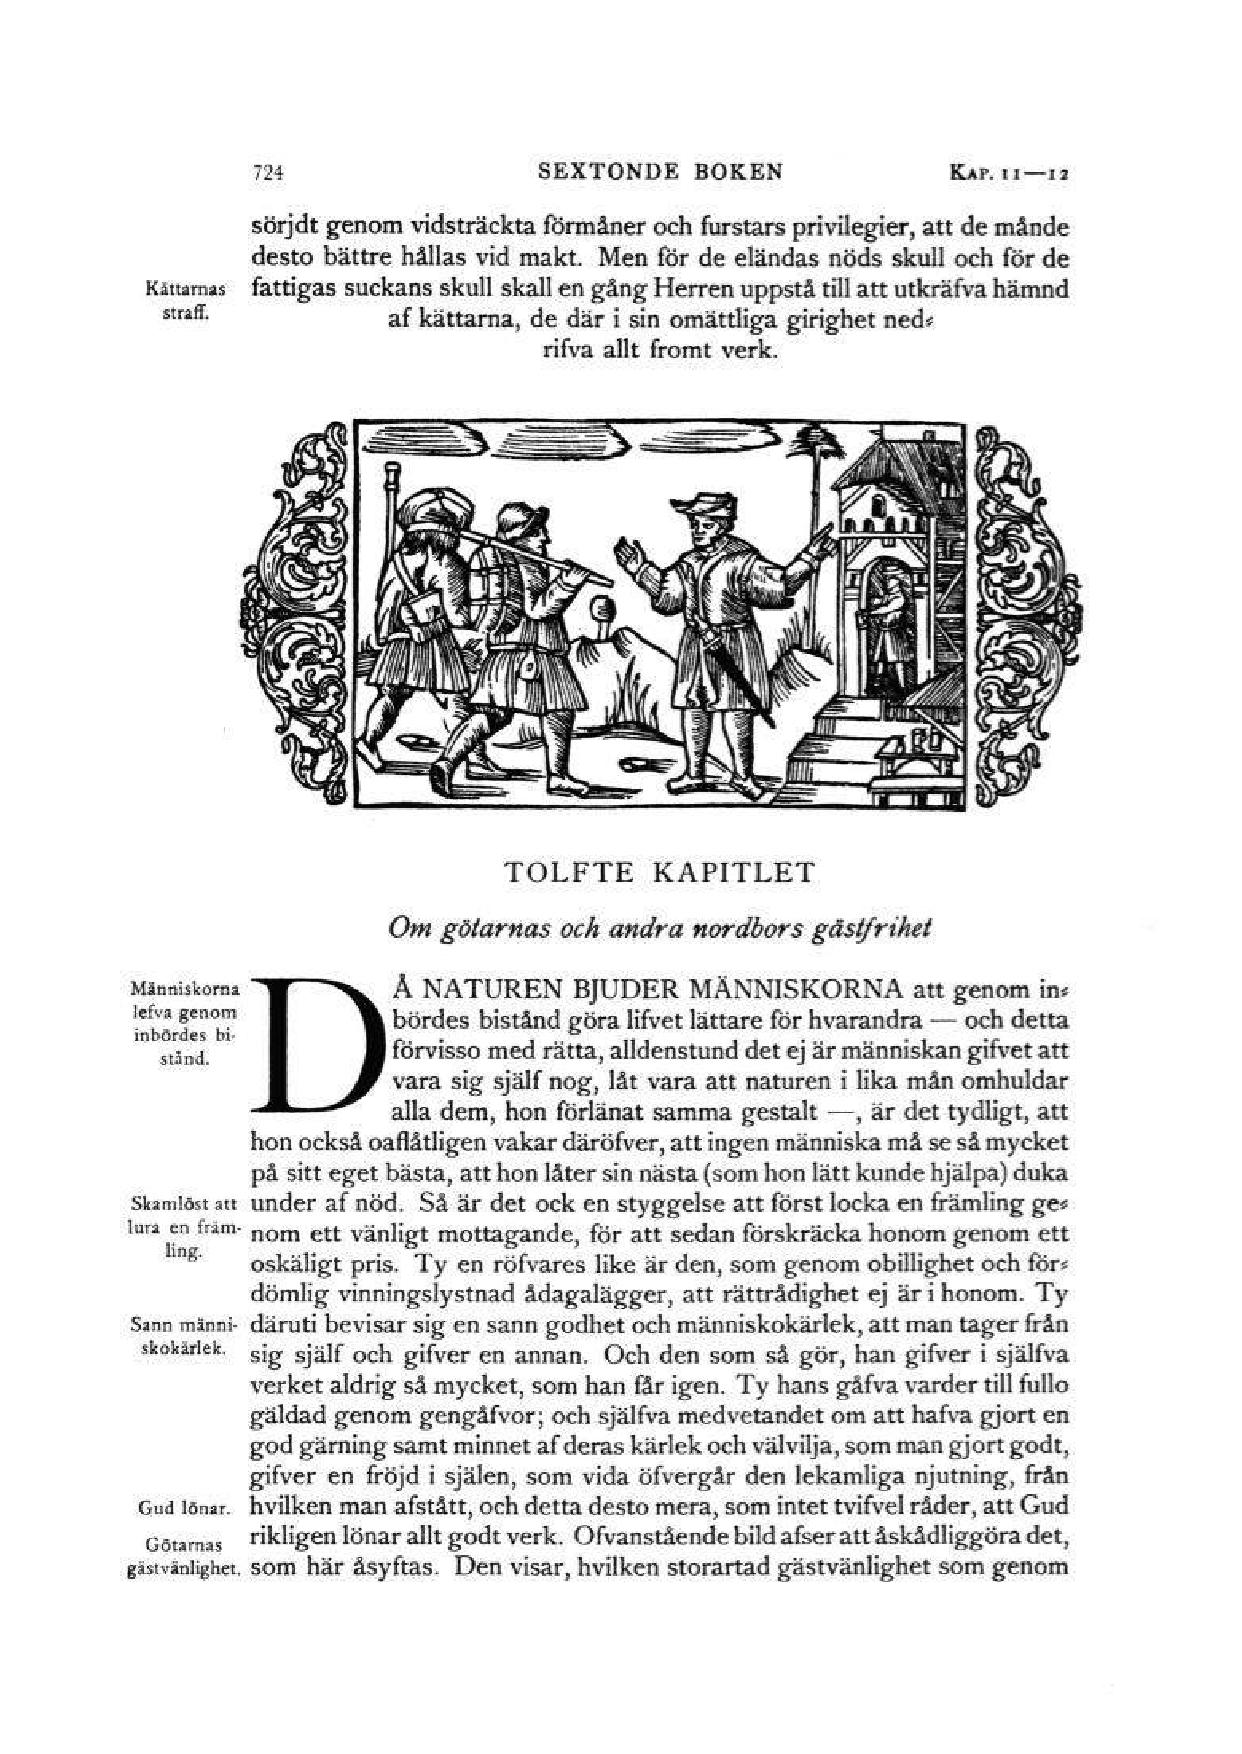 724 SEXTONDE BOKEN KAP. 11—12
sörjdt genom vidsträckta förmåner och furstars privilegier, att de månde
desto bättre hållas vid makt. Men för de eländas nöds skull och för de
Kättarnas fattigas suckans skull skall en gång Herren uppstå till att utkräfva hämnd
straff. af kättarna, de där i sin omättliga girighet ned-
rifva allt fromt verk.
TOLFTE KAPITLET
Om götarnas och andra nordbors gästfrihet
Människorna DÅ NATUREN BJUDER MÄNNISKORNA att genom in-
lefva genom bördes bistånd göra lifvet lättare för hvarandra — och detta
inbördes bi- förvisso med rätta, alldenstund det ej är människan gifvet att
stånd. vara sig själf nog, låt vara att naturen i lika mån omhuldar
alla dem, hon förlänat samma gestalt —, är det tydligt, att
hon också oaflåtligen vakar däröfver, att ingen människa må se så mycket
på sitt eget bästa, att hon låter sin nästa (som hon lätt kunde hjälpa) duka
Skamlöst att under af nöd. Så är det ock en styggelse att först locka en främling ge-
lura en främ- nom ett vänligt mottagande, för att sedan förskräcka honom genom ett
ling. oskäligt pris. Ty en röfvares like är den, som genom obillighet och för-
dömlig vinningslystnad ådagalägger, att rättrådighet ej är i honom. Ty
Sann männi- däruti bevisar sig en sann godhet och människokärlek, att man tager från
skokärlek. sig själf och gifver en annan. Och den som så gör, han gifver i själfva
verket aldrig så mycket, som han får igen. Ty hans gåfva varder till fullo
gäldad genom gengåfvor; och själfva medvetandet om att hafva gjort en
god gärning samt minnet af deras kärlek och välvilja, som man gjort godt,
gifver en fröjd i själen, som vida öfvergår den lekamliga njutning, från
Gud lönar. hvilken man afstått, och detta desto mera, som intet tvifvel råder, att Gud
Götarnas rikligen lönar allt godt verk. Ofvanstående bild afser att åskådliggöra det,
gästvänlighet. som här åsyftas. Den visar, hvilken storartad gästvänlighet som genom